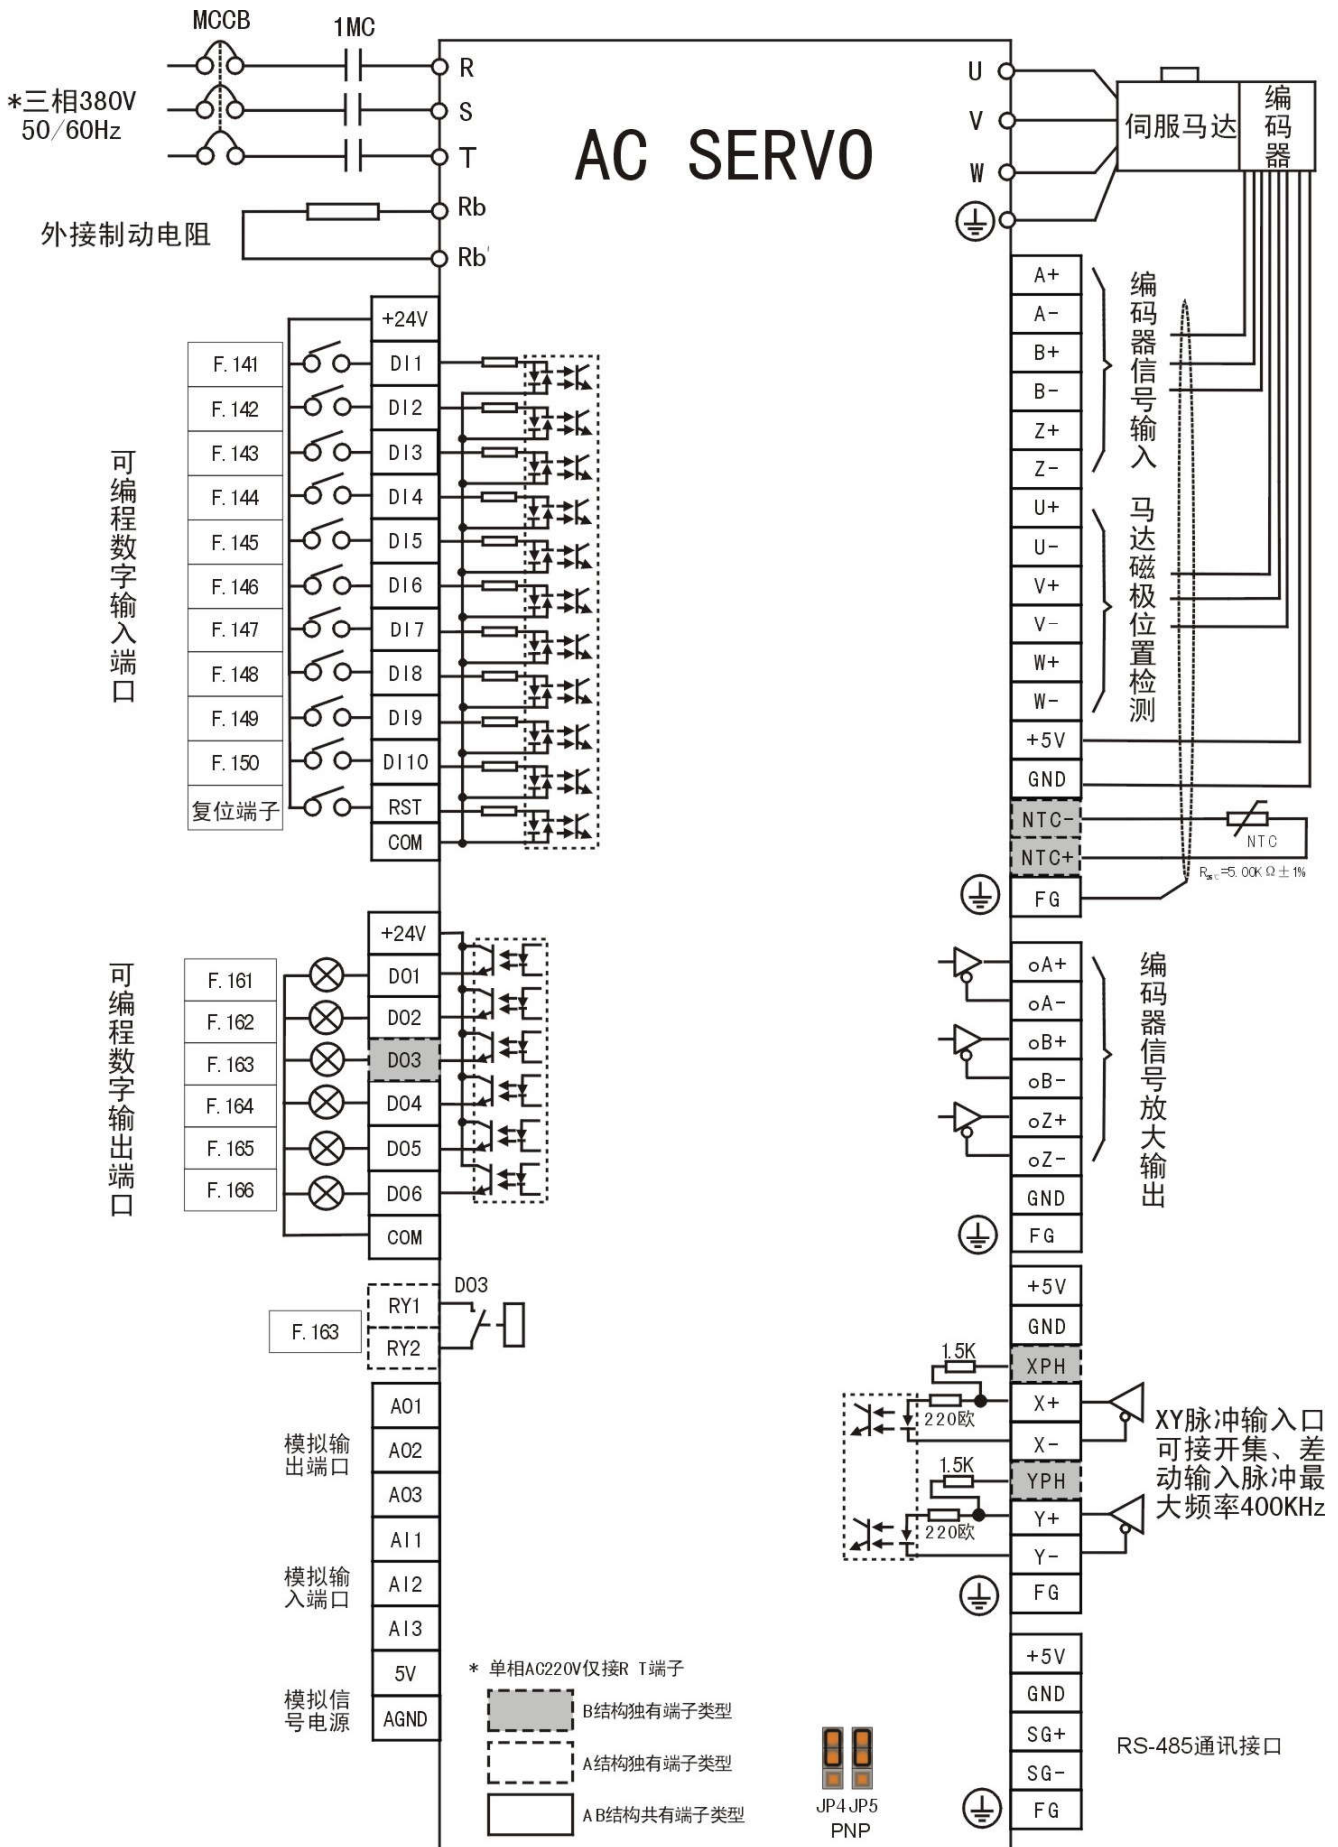 MCCB
1MC
*三相380V
50/60Hz
R
S
T
外接制动电阻
Rb
Rb'
AC SERVO
U
V
W
伺服马达
编码器
可编程数字输入端口
+24V
F.141
DI1
F.142
DI2
F.143
DI3
F.144
DI4
F.145
DI5
F.146
DI6
F.147
DI7
F.148
DI8
F.149
DI9
F.150
DI10
复位端子
RST
COM
可编程数字输出端口
+24V
F.161
DO1
F.162
DO2
F.163
DO3
F.164
DO4
F.165
DO5
F.166
DO6
COM
F.163
RY1
RY2
DO3
模拟输
出端口
AO1
AO2
AO3
模拟输
入端口
AI1
AI2
AI3
模拟信
号电源
5V
AGND
* 单相AC220V仅接R T端子
B结构独有端子类型
A结构独有端子类型
AB结构共有端子类型
JP4 JP5
PNP
A+
A-
B+
B-
Z+
Z-
编码器信号输入
U+
U-
V+
V-
W+
W-
马达磁极位置检测
+5V
GND
NTC-
NTC+
NTC
=5.00KΩ±1%
FG
oA+
oA-
oB+
oB-
oZ+
oZ-
编码器信号放大输出
GND
FG
+5V
GND
1.5K
XPH
220欧
X+
X-
1.5K
YPH
220欧
Y+
Y-
FG
XY脉冲输入口
可接开集、差
动输入脉冲最
大频率400KHz
+5V
GND
SG+
SG-
FG
RS-485通讯接口